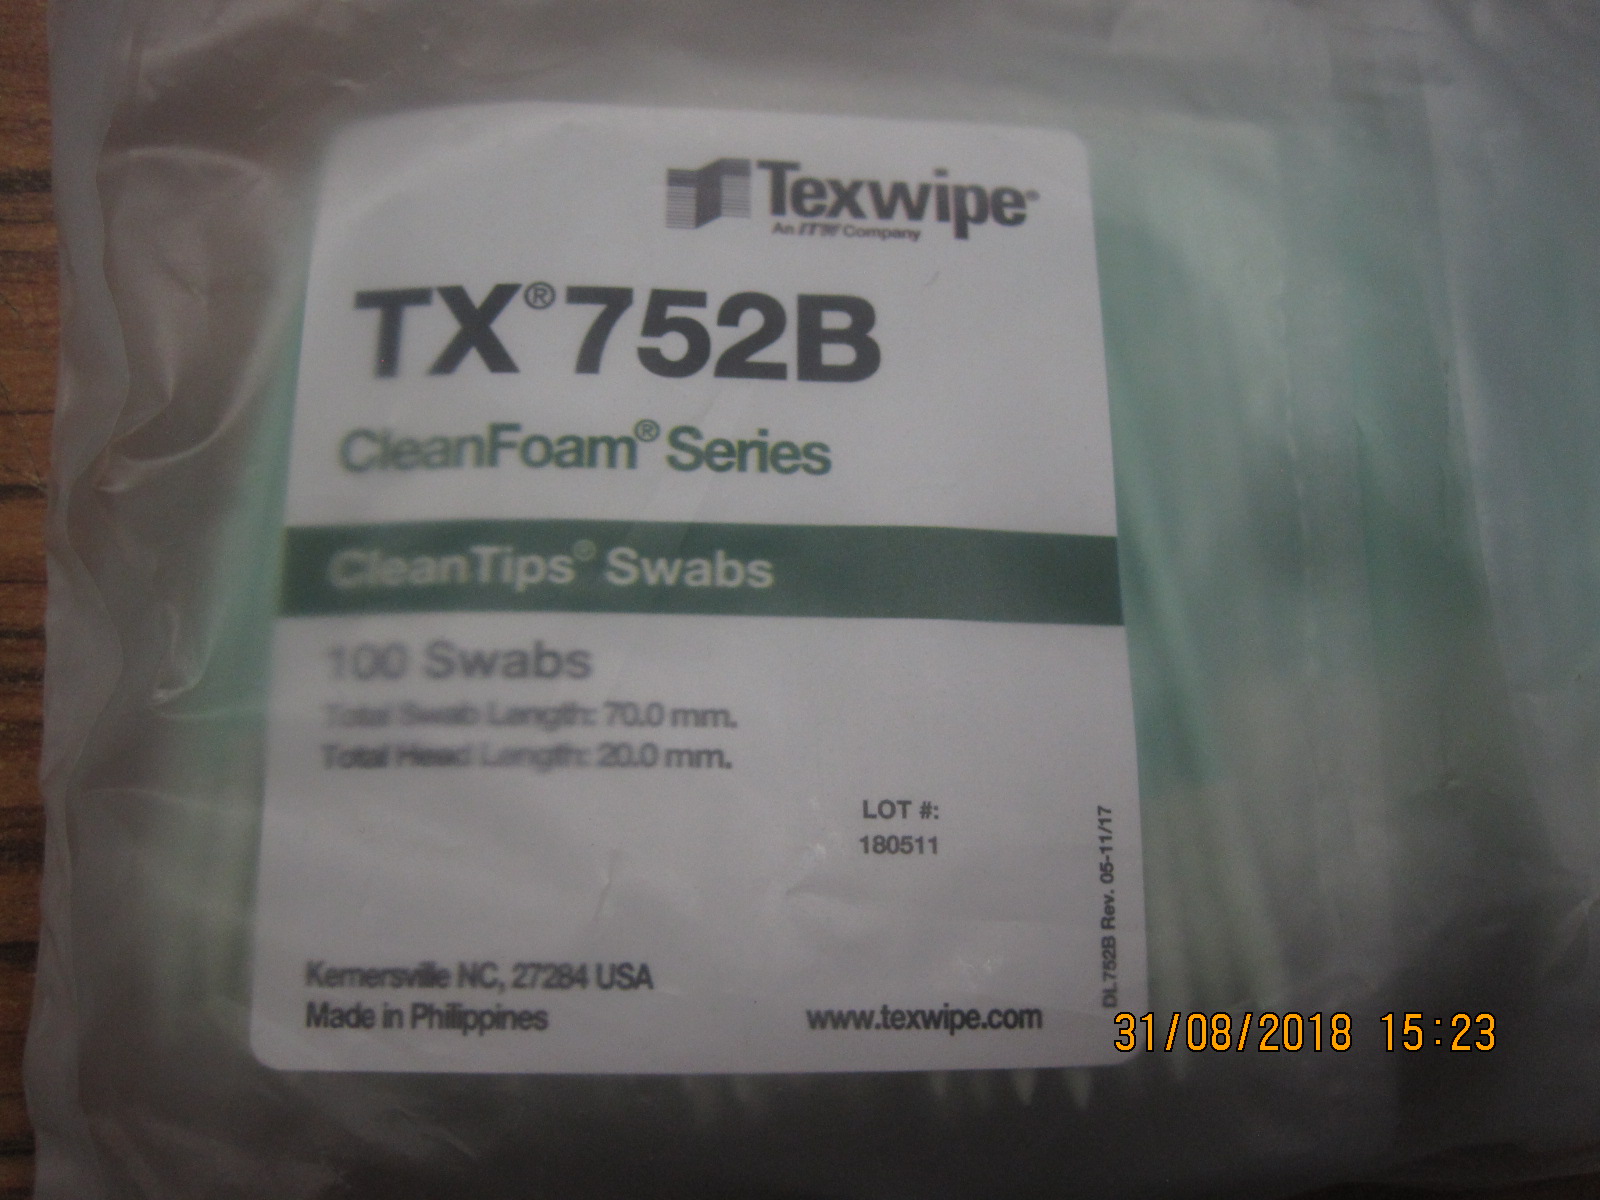 Texwipe®
An ITW Company
TX®752B
CleanFoam® Series
CleanTips® Swabs
100 Swabs
Total Swab Length: 70.0 mm.
Total Head Length: 20.0 mm.
LOT #:
180511
DL752B Rev. 05-11/17
Kernersville NC, 27284 USA
Made in Philippines
www.texwipe.com
31/08/2018 15:23